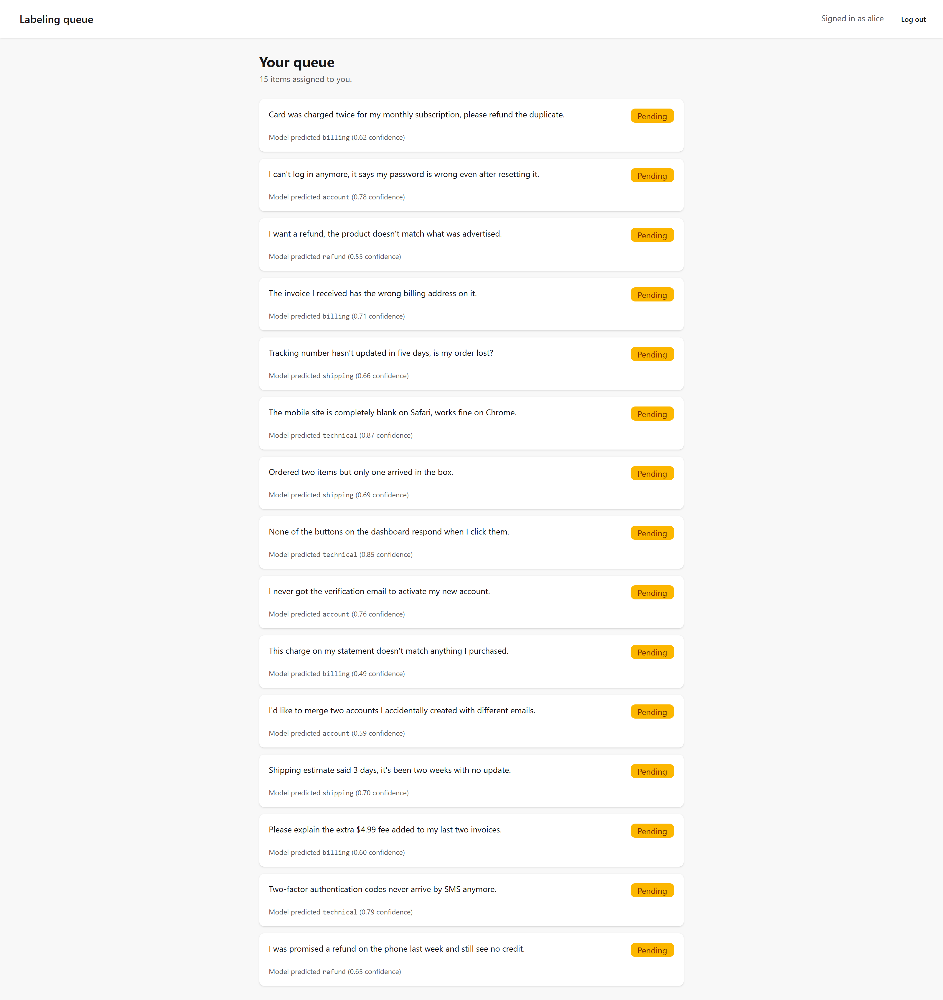 Labeling queue
Signed in as alice
Log out
Your queue
15 items assigned to you.
Card was charged twice for my monthly subscription, please refund the duplicate.
Pending
Model predicted billing (0.62 confidence)
I can't log in anymore, it says my password is wrong even after resetting it.
Pending
Model predicted account (0.78 confidence)
I want a refund, the product doesn't match what was advertised.
Pending
Model predicted refund (0.55 confidence)
The invoice I received has the wrong billing address on it.
Pending
Model predicted billing (0.71 confidence)
Tracking number hasn't updated in five days, is my order lost?
Pending
Model predicted shipping (0.66 confidence)
The mobile site is completely blank on Safari, works fine on Chrome.
Pending
Model predicted technical (0.87 confidence)
Ordered two items but only one arrived in the box.
Pending
Model predicted shipping (0.69 confidence)
None of the buttons on the dashboard respond when I click them.
Pending
Model predicted technical (0.85 confidence)
I never got the verification email to activate my new account.
Pending
Model predicted account (0.76 confidence)
This charge on my statement doesn't match anything I purchased.
Pending
Model predicted billing (0.49 confidence)
I'd like to merge two accounts I accidentally created with different emails.
Pending
Model predicted account (0.59 confidence)
Shipping estimate said 3 days, it's been two weeks with no update.
Pending
Model predicted shipping (0.70 confidence)
Please explain the extra $4.99 fee added to my last two invoices.
Pending
Model predicted billing (0.60 confidence)
Two-factor authentication codes never arrive by SMS anymore.
Pending
Model predicted technical (0.79 confidence)
I was promised a refund on the phone last week and still see no credit.
Pending
Model predicted refund (0.65 confidence)